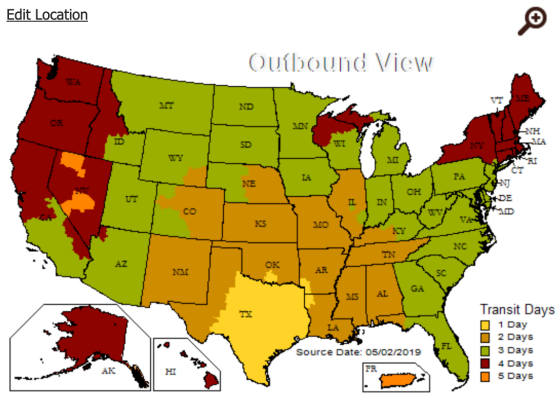 Edit Location
Outbound View
WA
MT
ND
MN
VT
ME
OR
ID
SD
WI
NY
NH
MA
WY
MI
RI
CT
IA
PA
NJ
NE
OH
DE
MD
NV
UT
CO
IL
IN
WV
VA
CA
KS
MO
KY
NC
TN
AZ
NM
OK
AR
SC
MS
AL
GA
TX
LA
FL
Transit Days
1 Day
2 Days
3 Days
4 Days
5 Days
Source Date: 05/02/2019
AK
HI
PR